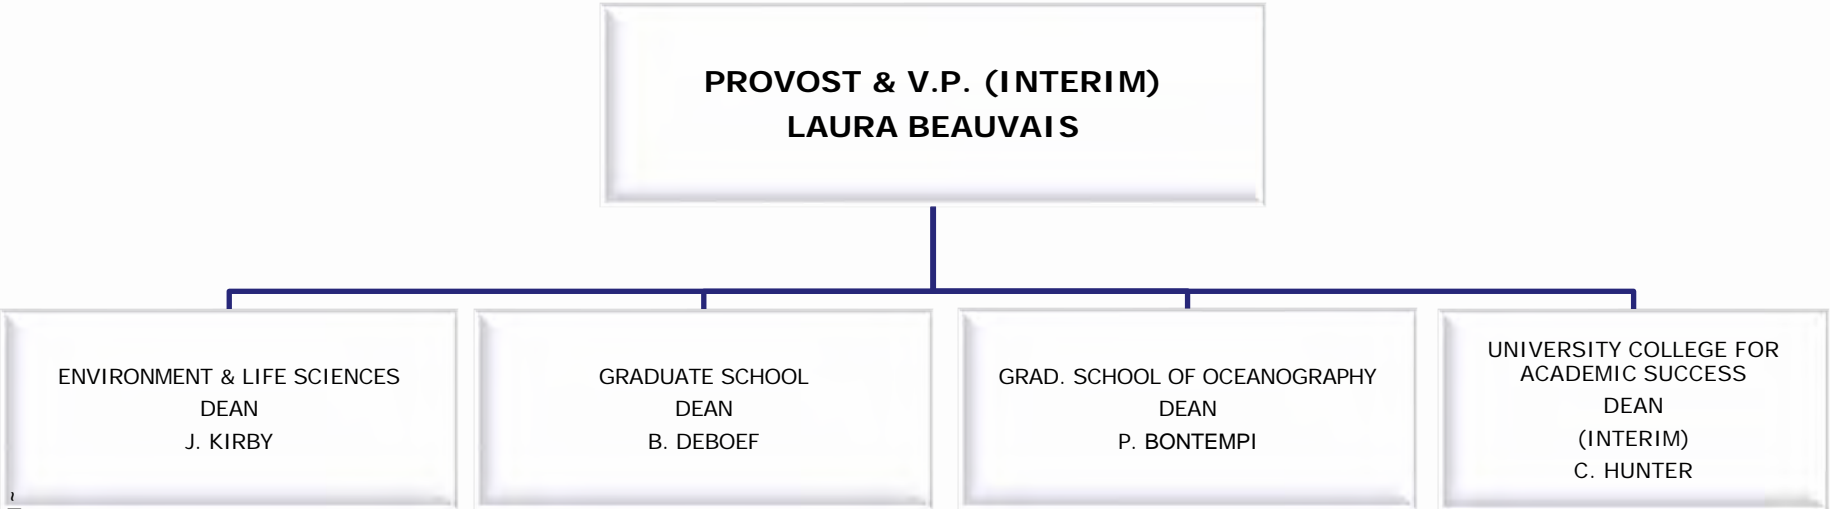 PROVOST & V.P. (INTERIM)
LAURA BEAUVAIS
ENVIRONMENT & LIFE SCIENCES
DEAN
J. KIRBY
GRADUATE SCHOOL
DEAN
B. DEBOEF
GRAD. SCHOOL OF OCEANOGRAPHY
DEAN
P. BONTEMPI
UNIVERSITY COLLEGE FOR
ACADEMIC SUCCESS
DEAN
(INTERIM)
C. HUNTER